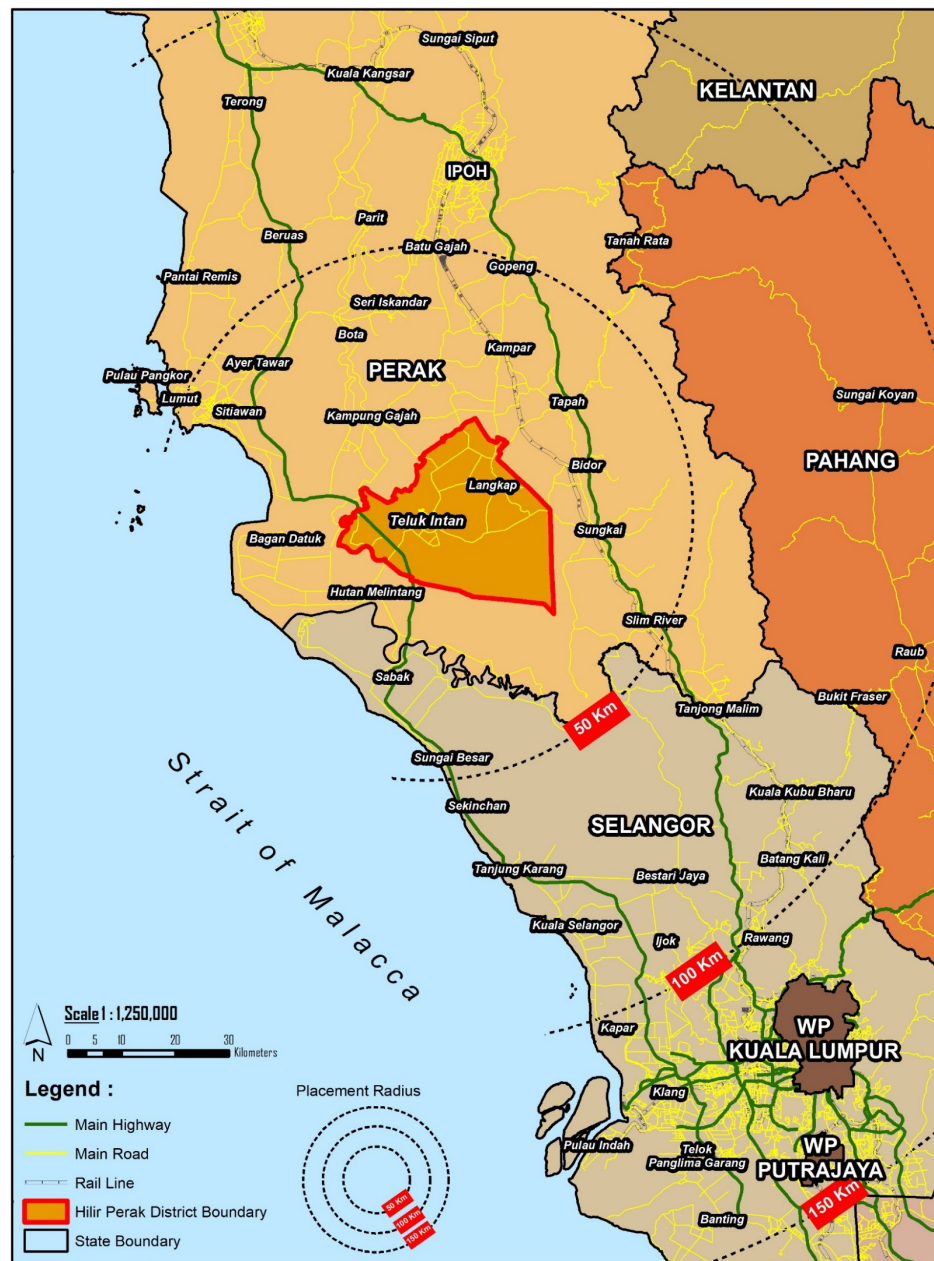 Sungai Siput
Kuala Kangsar
KELANTAN
Terong
IPOH
Parit
Beruas
Batu Gajah
Tanah Rata
Gopeng
Pantai Remis
Seri Iskandar
Bota
Kampar
Ayer Tawar
PERAK
Pulau Pangkor
Lumut
Sitiawan
Kampung Gajah
Tapah
Sungai Koyan
PAHANG
Bidor
Langkap
Teluk Intan
Sungkai
Bagan Datuk
Hutan Melintang
Slim River
Raub
Sabak
Bukit Fraser
Tanjong Malim
50 Km
Sungai Besar
Kuala Kubu Bharu
Sekinchan
SELANGOR
Batang Kali
Tanjung Karang
Bestari Jaya
Strait of Malacca
Kuala Selangor
Ijok
Rawang
100 Km
Kapar
WP
KUALA LUMPUR
Klang
Pulau Indah
Telok
Panglima Garang
WP
PUTRAJAYA
150 Km
Banting
N
Scale 1 : 1,250,000
0 5 10 20 30
Kilometers
Legend :
Main Highway
Main Road
Rail Line
Hilir Perak District Boundary
State Boundary
Placement Radius
50 Km
100 Km
150 Km